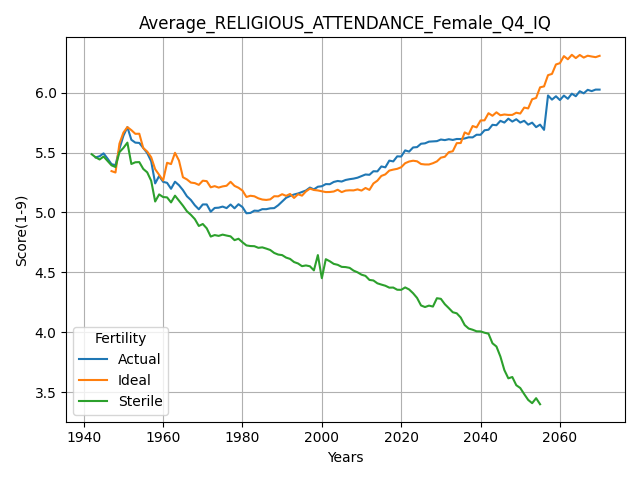 Average_RELIGIOUS_ATTENDANCE_Female_Q4_IQ
Score(1-9)
6.0
5.5
5.0
4.5
4.0
3.5
Fertility
Actual
Ideal
Sterile
1940 1960 1980 2000 2020 2040 2060
Years